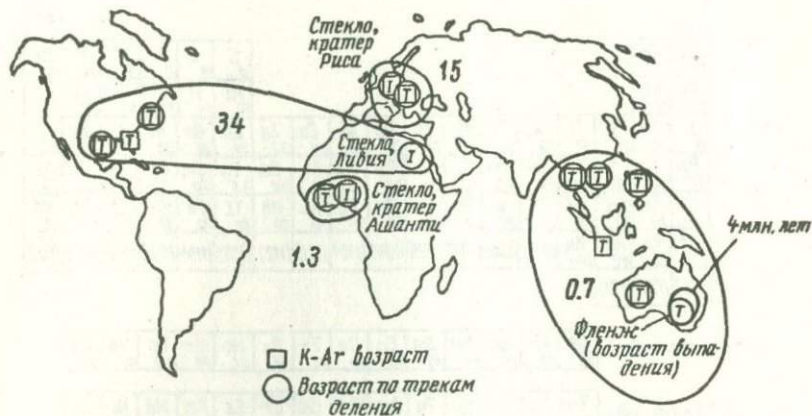 Стекло,
кратер
Риса
15
34
Т
Т
Т
Т
Т
Стекло,
Ливия
Т
Стекло,
кратер
Ашанти
Т
Т
1.3
Т
Т
Т
Т
4 млн. лет
0.7
Т
Т
Фленж
(возраст выпа-
дения)
K-Ar возраст
Возраст по трекам
деления